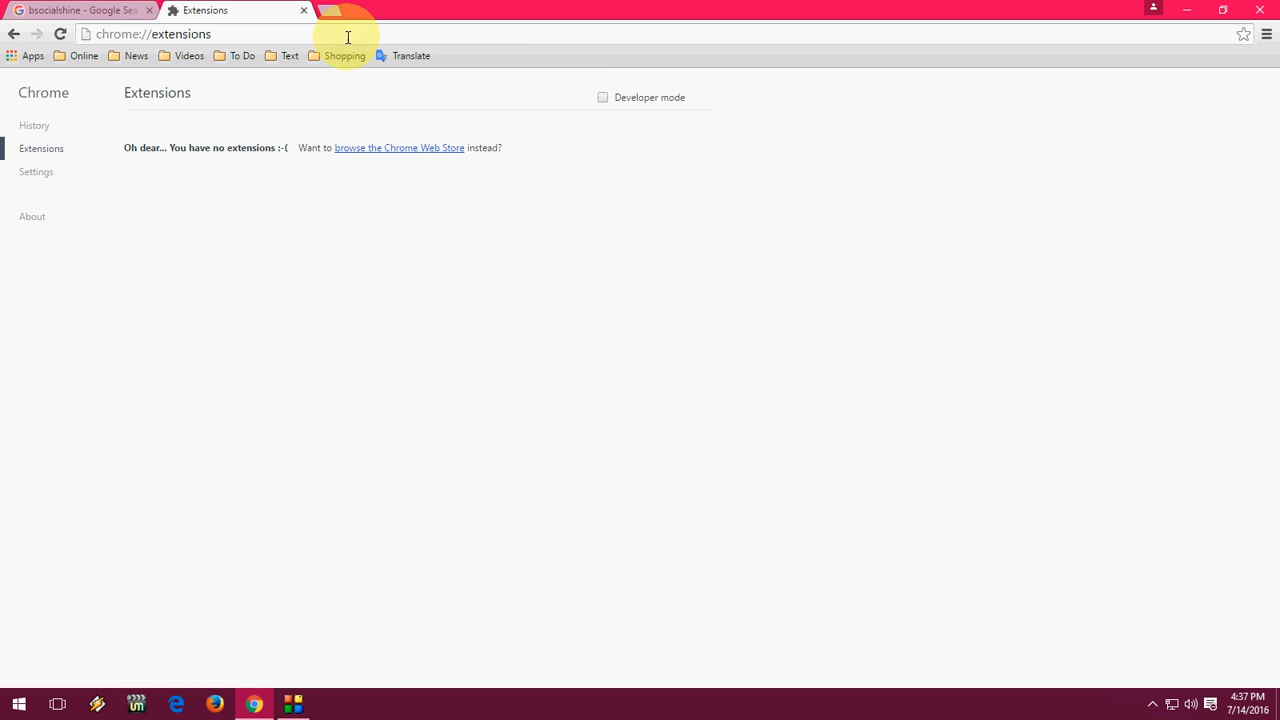 bsocialshine - Google Sea
Extensions
chrome://extensions
Apps Online News Videos To Do Text Shopping Translate
Chrome
Extensions
Developer mode
History
Extensions
Oh dear... You have no extensions :-( Want to browse the Chrome Web Store instead?
Settings
About
4:37 PM
7/14/2016